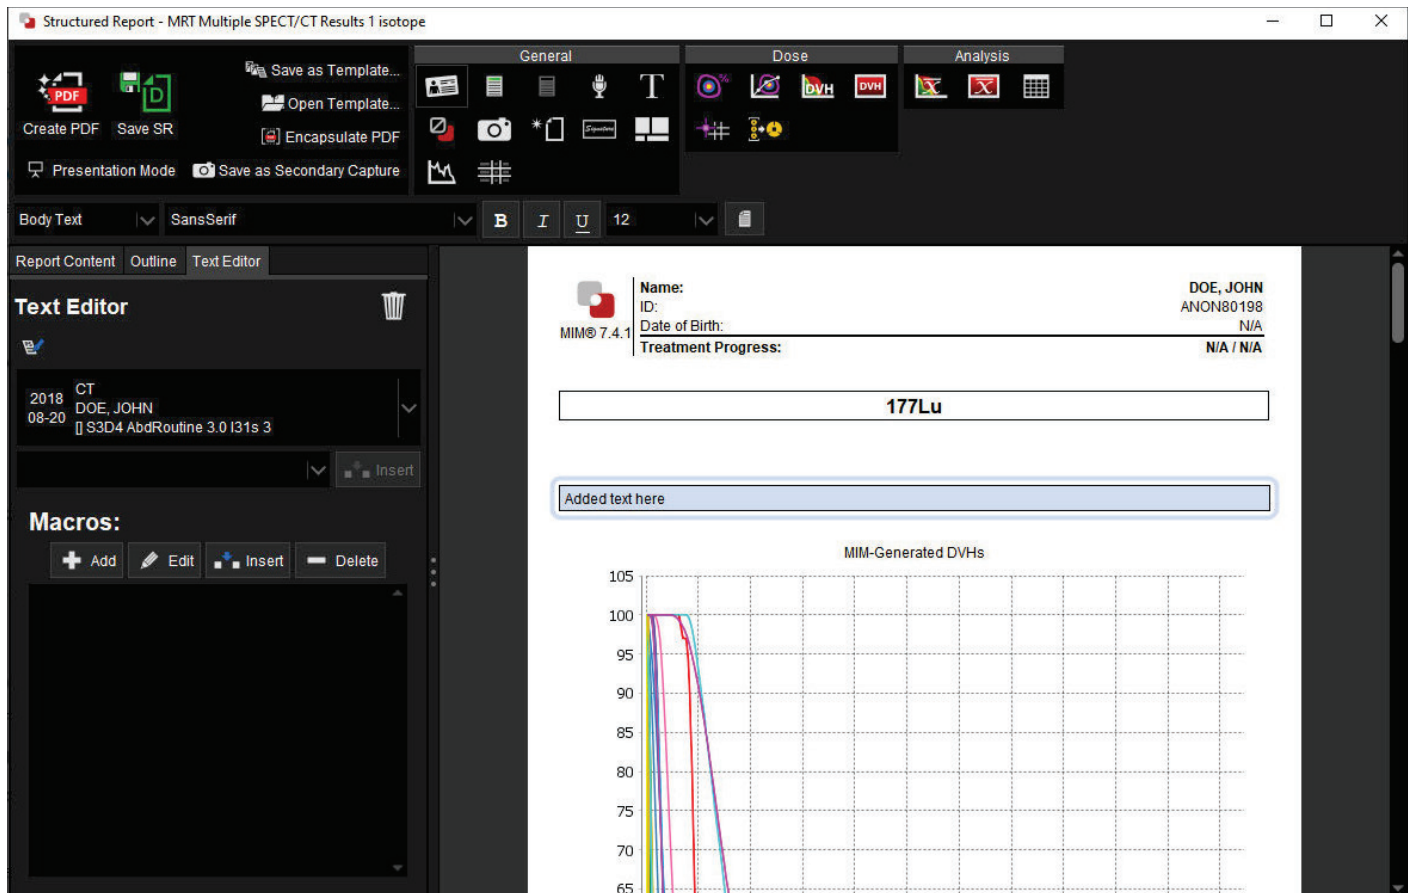 Structured Report - MRT Multiple SPECT/CT Results 1 isotope
General
Dose
Analysis
Save as Template...
Open Template...
Encapsulate PDF
PDF
Create PDF
Save SR
Presentation Mode
Save as Secondary Capture
T
DVH
DVH
x
x
Signature
Body Text
SansSerif
B
I
U
12
Report Content
Outline
Text Editor
Text Editor
2018
08-20
CT
DOE, JOHN
[] S3D4 AbdRoutine 3.0 I31s 3
Insert
Macros:
Add
Edit
Insert
Delete
MIM® 7.4.1
Name: DOE, JOHN
ID: ANON80198
Date of Birth: N/A
Treatment Progress: N/A / N/A
177Lu
Added text here
MIM-Generated DVHs
105
100
95
90
85
80
75
70
65